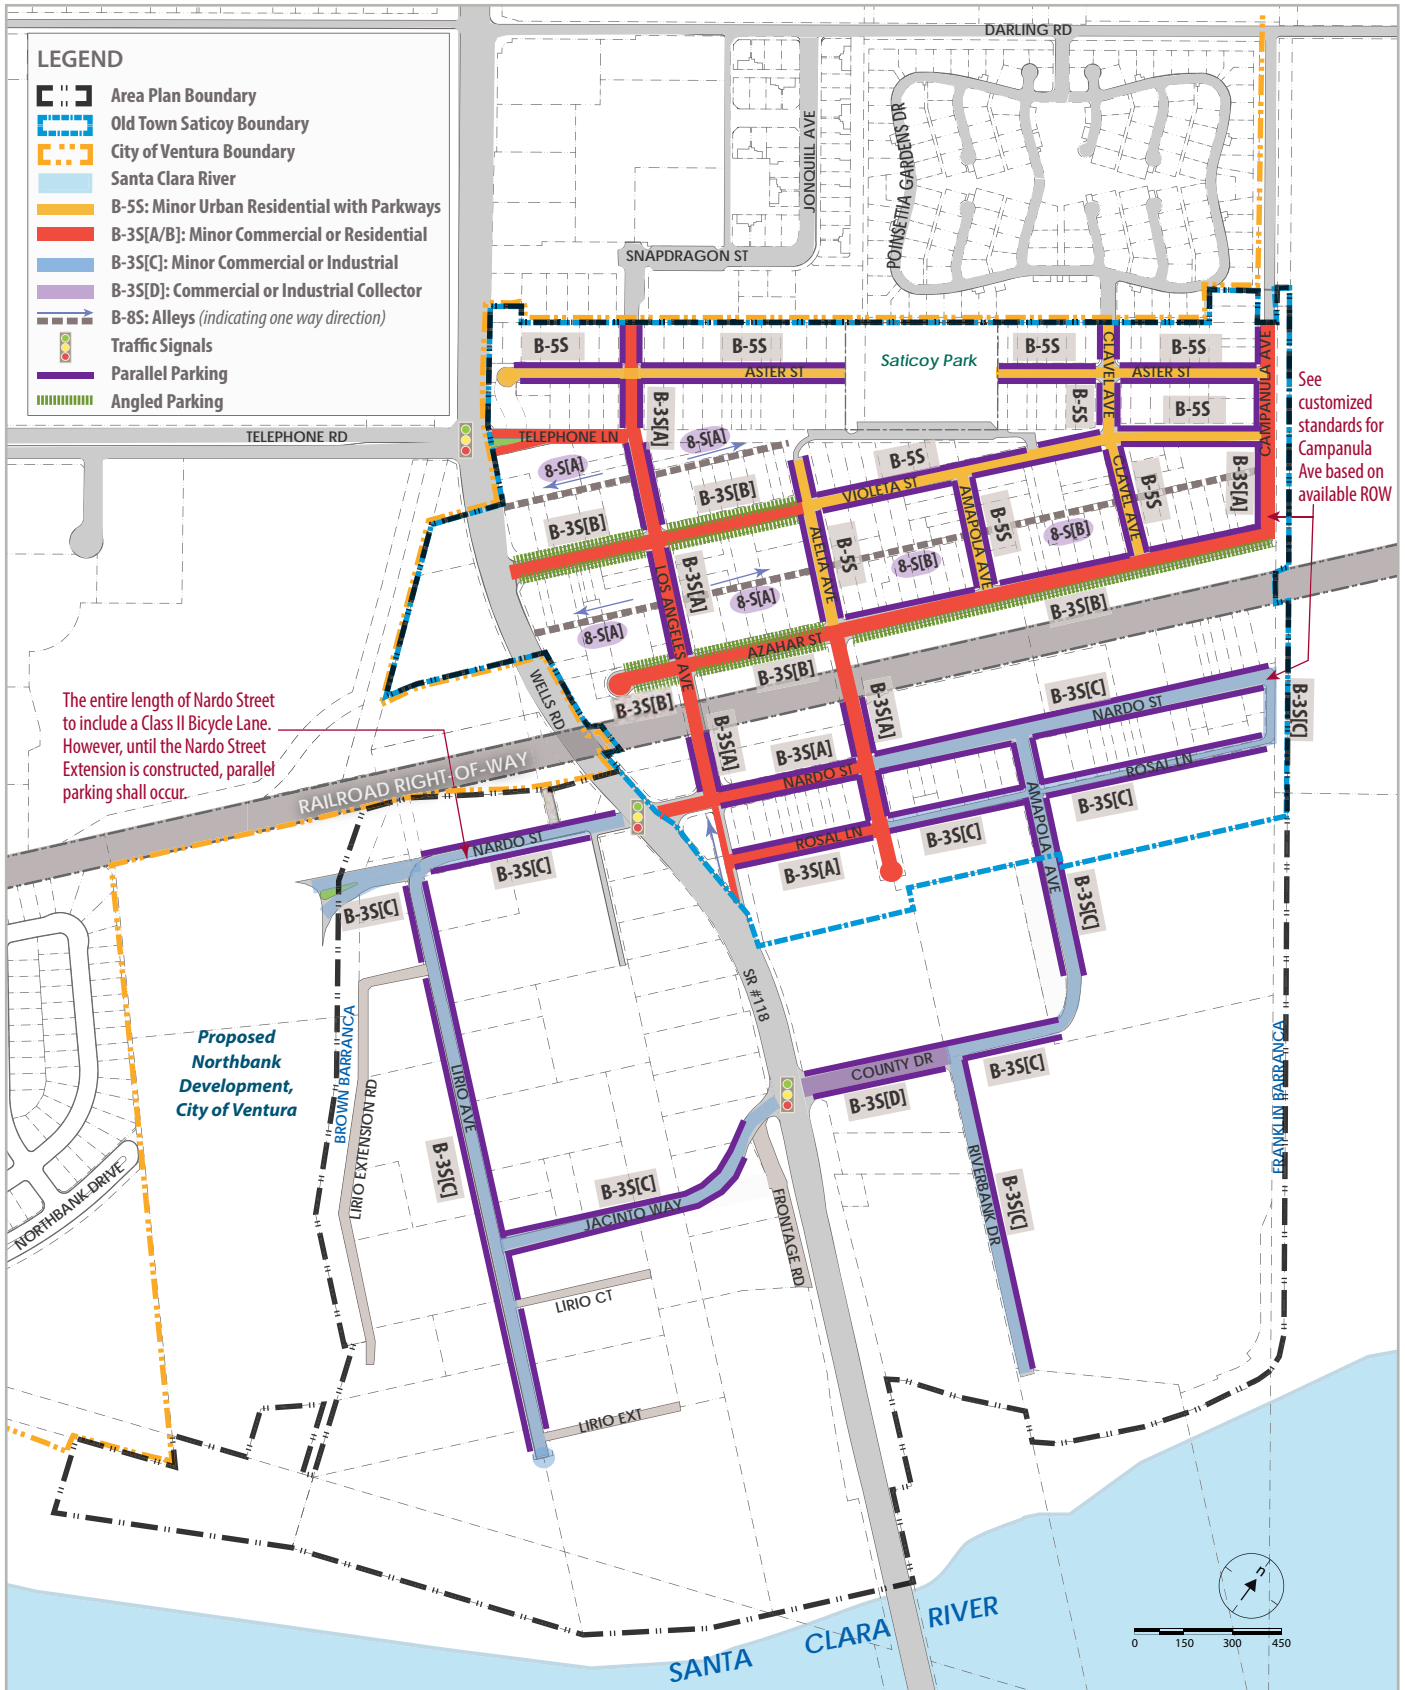 DARLING RD
LEGEND
Area Plan Boundary
Old Town Saticoy Boundary
City of Ventura Boundary
Santa Clara River
B-5S: Minor Urban Residential with Parkways
B-3S[A/B]: Minor Commercial or Residential
B-3S[C]: Minor Commercial or Industrial
B-3S[D]: Commercial or Industrial Collector
B-8S: Alleys (indicating one way direction)
Traffic Signals
Parallel Parking
Angled Parking
JONQUILL AVE
POINSETTIA GARDENS DR
SNAPDRAGON ST
B-5S
B-5S
Saticoy Park
B-5S
CLAVEL AVE
B-5S
CAMPANULA AVE
ASTER ST
ASTER ST
See
customized
standards for
Campanula
Ave based on
available ROW
B-3S[A]
B-5S
B-5S
TELEPHONE RD
TELEPHONE LN
8-S[A]
8-S[A]
B-5S
CLAVEL AVE
B-5S
B-3S[A]
B-3S[B]
VIOLETA ST
AMAPOLA AVE
B-5S
8-S[B]
B-3S[B]
ALELIA AVE
B-5S
8-S[B]
LOS ANGELES AVE
B-3S[A]
8-S[A]
B-3S[B]
8-S[A]
AZAHAR ST
B-3S[B]
WELLS RD
B-3S[B]
B-3S[A]
B-3S[C]
NARDO ST
B-3S[C]
The entire length of Nardo Street
to include a Class II Bicycle Lane.
However, until the Nardo Street
Extension is constructed, parallel
parking shall occur.
RAILROAD RIGHT-OF-WAY
B-3S[A]
B-3S[A]
NARDO ST
ROSAL LN
B-3S[C]
AMAPOLA AVE
ROSAL LN
B-3S[A]
B-3S[C]
NARDO ST
B-3S[C]
B-3S[C]
B-3S[C]
SR #118
Proposed
Northbank
Development,
City of Ventura
BROWN BARRANCA
LIRIO EXTENSION RD
LIRIO AVE
B-3S[C]
COUNTY DR
B-3S[D]
B-3S[C]
FRANKLIN BARRANCA
NORTHBANK DRIVE
B-3S[C]
JACINTO WAY
FRONTAGE RD
RIVERBANK DR
B-3S[C]
LIRIO CT
LIRIO EXT
n
SANTA CLARA RIVER
0 150 300 450